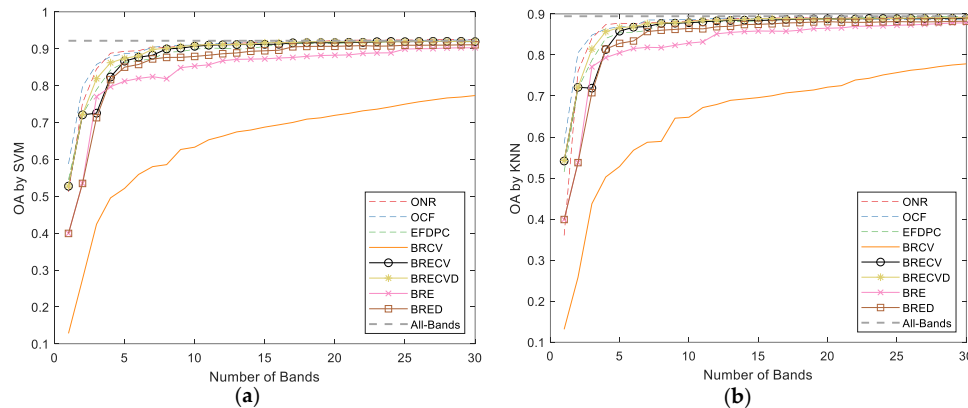 1
0.9
0.8
0.7
0.6
0.5
0.4
0.3
0.2
0.1
OA by SVM
0 5 10 15 20 25 30
Number of Bands
ONR
OCF
EFDPC
BRCV
BRECV
BRECVD
BRE
BRED
All-Bands
(a)
0.9
0.8
0.7
0.6
0.5
0.4
0.3
0.2
0.1
OA by KNN
0 5 10 15 20 25 30
Number of Bands
ONR
OCF
EFDPC
BRCV
BRECV
BRECVD
BRE
BRED
All-Bands
(b)